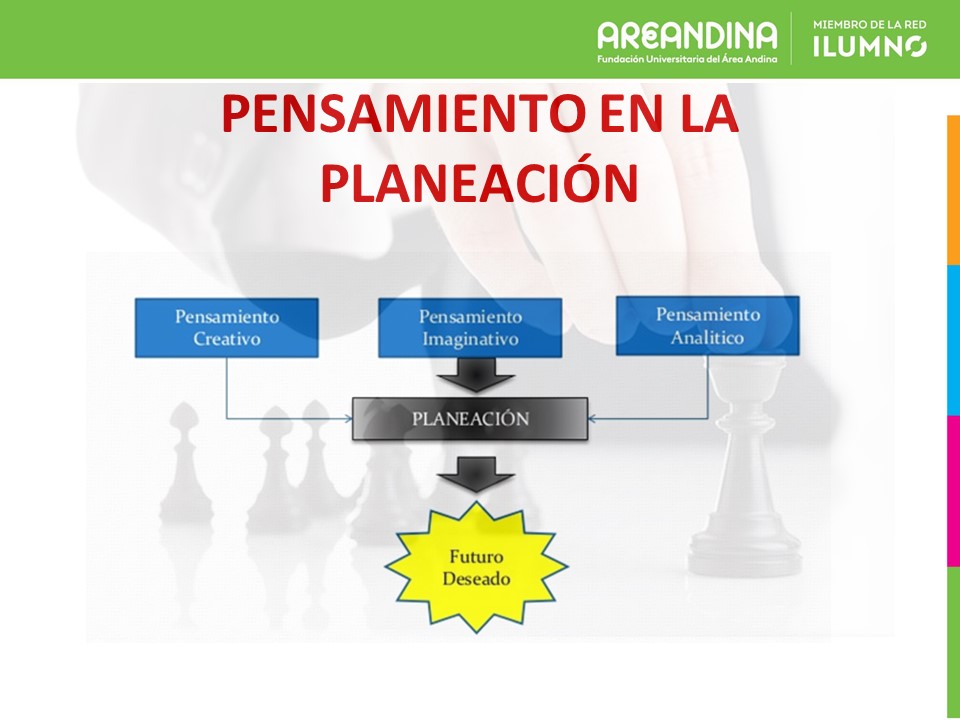 AREANDINA
Fundación Universitaria del Área Andina
MIEMBRO DE LA RED
ILUMNO
PENSAMIENTO EN LA
PLANEACIÓN
Pensamiento
Creativo
Pensamiento
Imaginativo
Pensamiento
Analitico
PLANEACIÓN
Futuro
Deseado